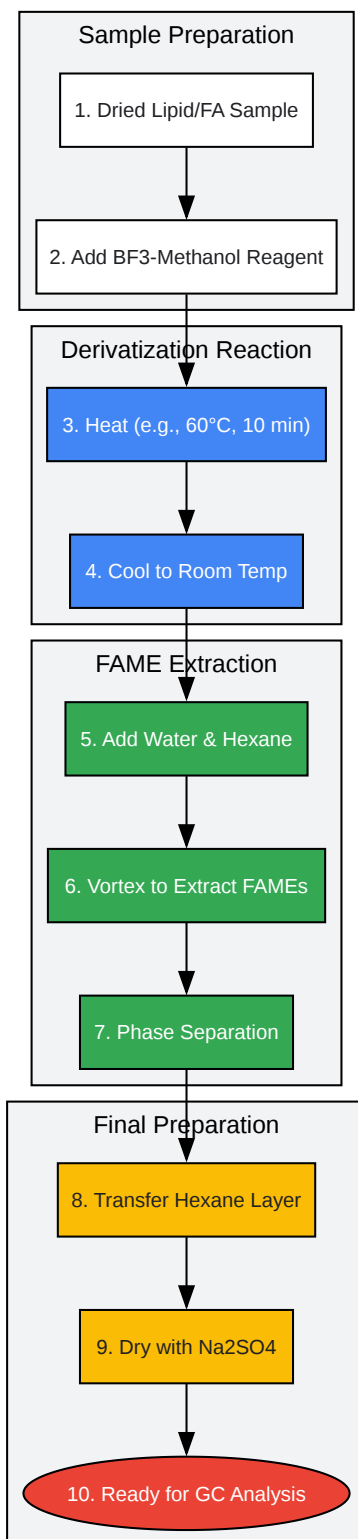 Sample Preparation
1. Dried Lipid/FA Sample
2. Add BF3-Methanol Reagent
Derivatization Reaction
3. Heat (e.g., 60°C, 10 min)
4. Cool to Room Temp
FAME Extraction
5. Add Water & Hexane
6. Vortex to Extract FAMEs
7. Phase Separation
Final Preparation
8. Transfer Hexane Layer
9. Dry with Na2SO4
10. Ready for GC Analysis